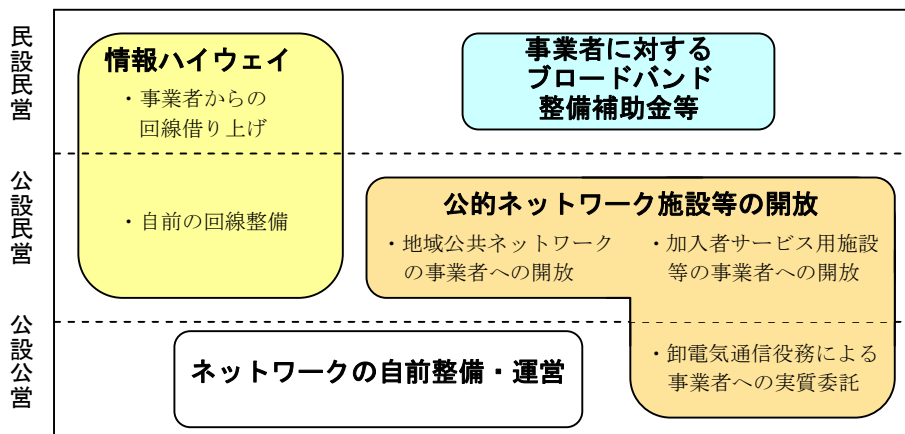 民設民営
情報ハイウェイ
・事業者からの
回線借り上げ
事業者に対する
ブロードバンド
整備補助金等
公設民営
・自前の回線整備
公的ネットワーク施設等の開放
・地域公共ネットワーク
の事業者への開放
・加入者サービス用施設
等の事業者への開放
公設公営
ネットワークの自前整備・運営
・卸電気通信役務による
事業者への実質委託